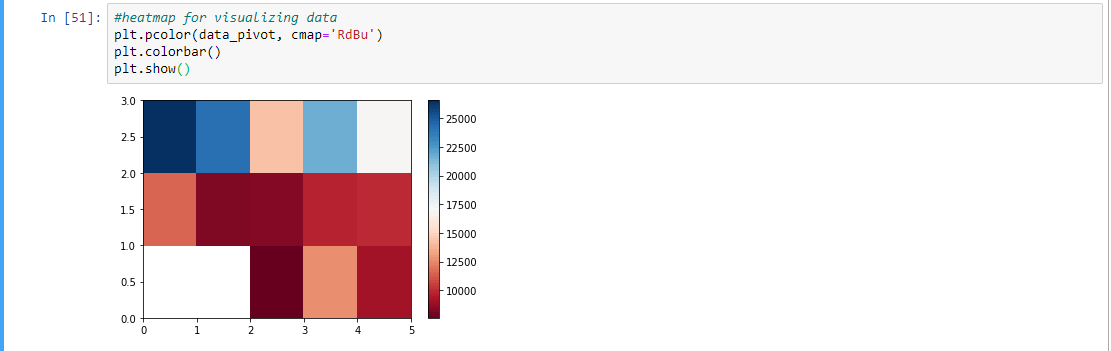 In [51]:
#heatmap for visualizing data
plt.pcolor(data_pivot, cmap='RdBu')
plt.colorbar()
plt.show()
3.0
2.5
2.0
1.5
1.0
0.5
0.0
0 1 2 3 4 5
25000
22500
20000
17500
15000
12500
10000